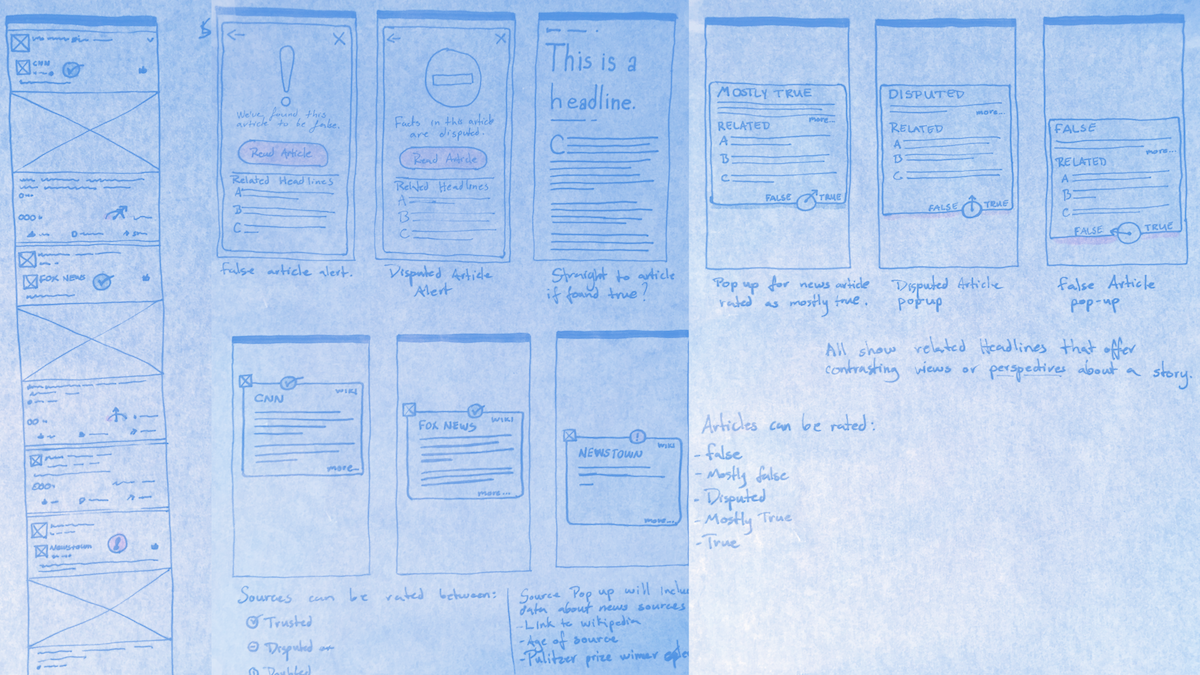 CNN
FOX NEWS
Newstown
We've found this
article to be false.
Read Article
Related Headlines
A
B
C
False article alert.
Facts in this article
are disputed.
Read Article
Related Headlines
A
B
C
Disputed Article
Alert
This is a
headline.
C
Straight to article
if found true?
CNN
WIKI
more...
FOX NEWS
WIKI
more...
NEWSTOWN
WIKI
more...
Sources can be rated between:
Trusted
Disputed
Doubted
Source Pop up will inclu
data about news sources
-Link to wikipedia
-Age of source
-Pulitzer prize winner
MOSTLY TRUE
more...
RELATED
A
B
C
FALSE TRUE
Pop up for news article
rated as mostly true.
DISPUTED
more...
RELATED
A
B
C
FALSE TRUE
Disputed Article
popup
FALSE
more...
RELATED
A
B
C
FALSE TRUE
False Article
pop-up
All show related Headlines that offer
contrasting views or perspectives about a story.
Articles can be rated:
- False
- Mostly false
- Disputed
- Mostly True
- True